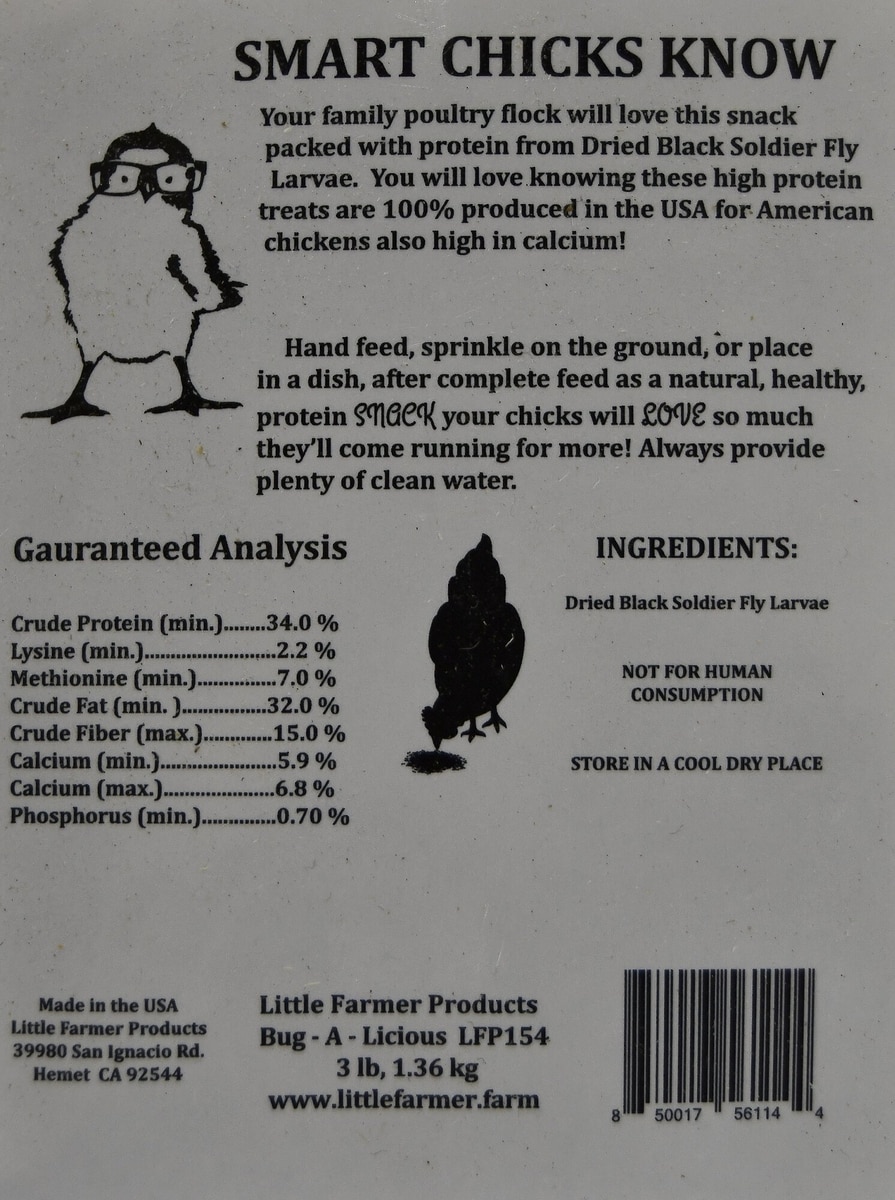 SMART CHICKS KNOW
Your family poultry flock will love this snack
packed with protein from Dried Black Soldier Fly
Larvae. You will love knowing these high protein
treats are 100% produced in the USA for American
chickens also high in calcium!
Hand feed, sprinkle on the ground, or place
in a dish, after complete feed as a natural, healthy,
protein SNACK your chicks will LOVE so much
they'll come running for more! Always provide
plenty of clean water.
Gauranteed Analysis
Crude Protein (min.)........34.0 %
Lysine (min.).........................2.2 %
Methionine (min.)...............7.0 %
Crude Fat (min. )................32.0 %
Crude Fiber (max.).............15.0 %
Calcium (min.)......................5.9 %
Calcium (max.).....................6.8 %
Phosphorus (min.)..............0.70 %
INGREDIENTS:
Dried Black Soldier Fly Larvae
NOT FOR HUMAN
CONSUMPTION
STORE IN A COOL DRY PLACE
Made in the USA
Little Farmer Products
39980 San Ignacio Rd.
Hemet CA 92544
Little Farmer Products
Bug - A - Licious LFP154
3 lb, 1.36 kg
www.littlefarmer.farm
8 50017 56114 4